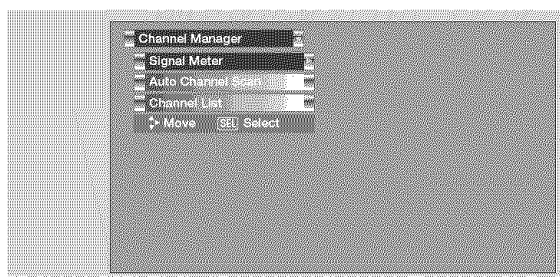 Channel Manager
Signal Meter
Auto Channel Scan
Channel List
Move SEL Select